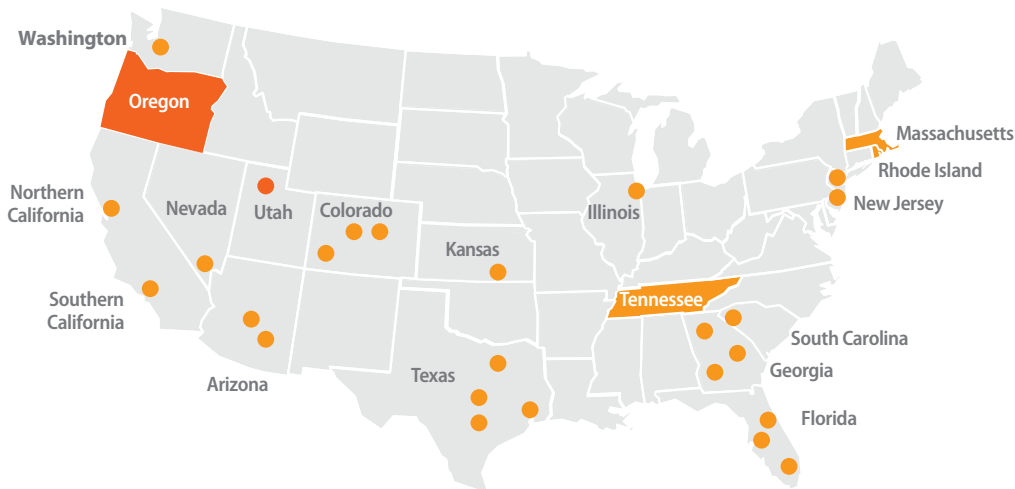 Washington
Oregon
Massachusetts
Rhode Island
Northern
California
Nevada
Utah
Colorado
Illinois
New Jersey
Kansas
Southern
California
Tennessee
South Carolina
Arizona
Texas
Georgia
Florida